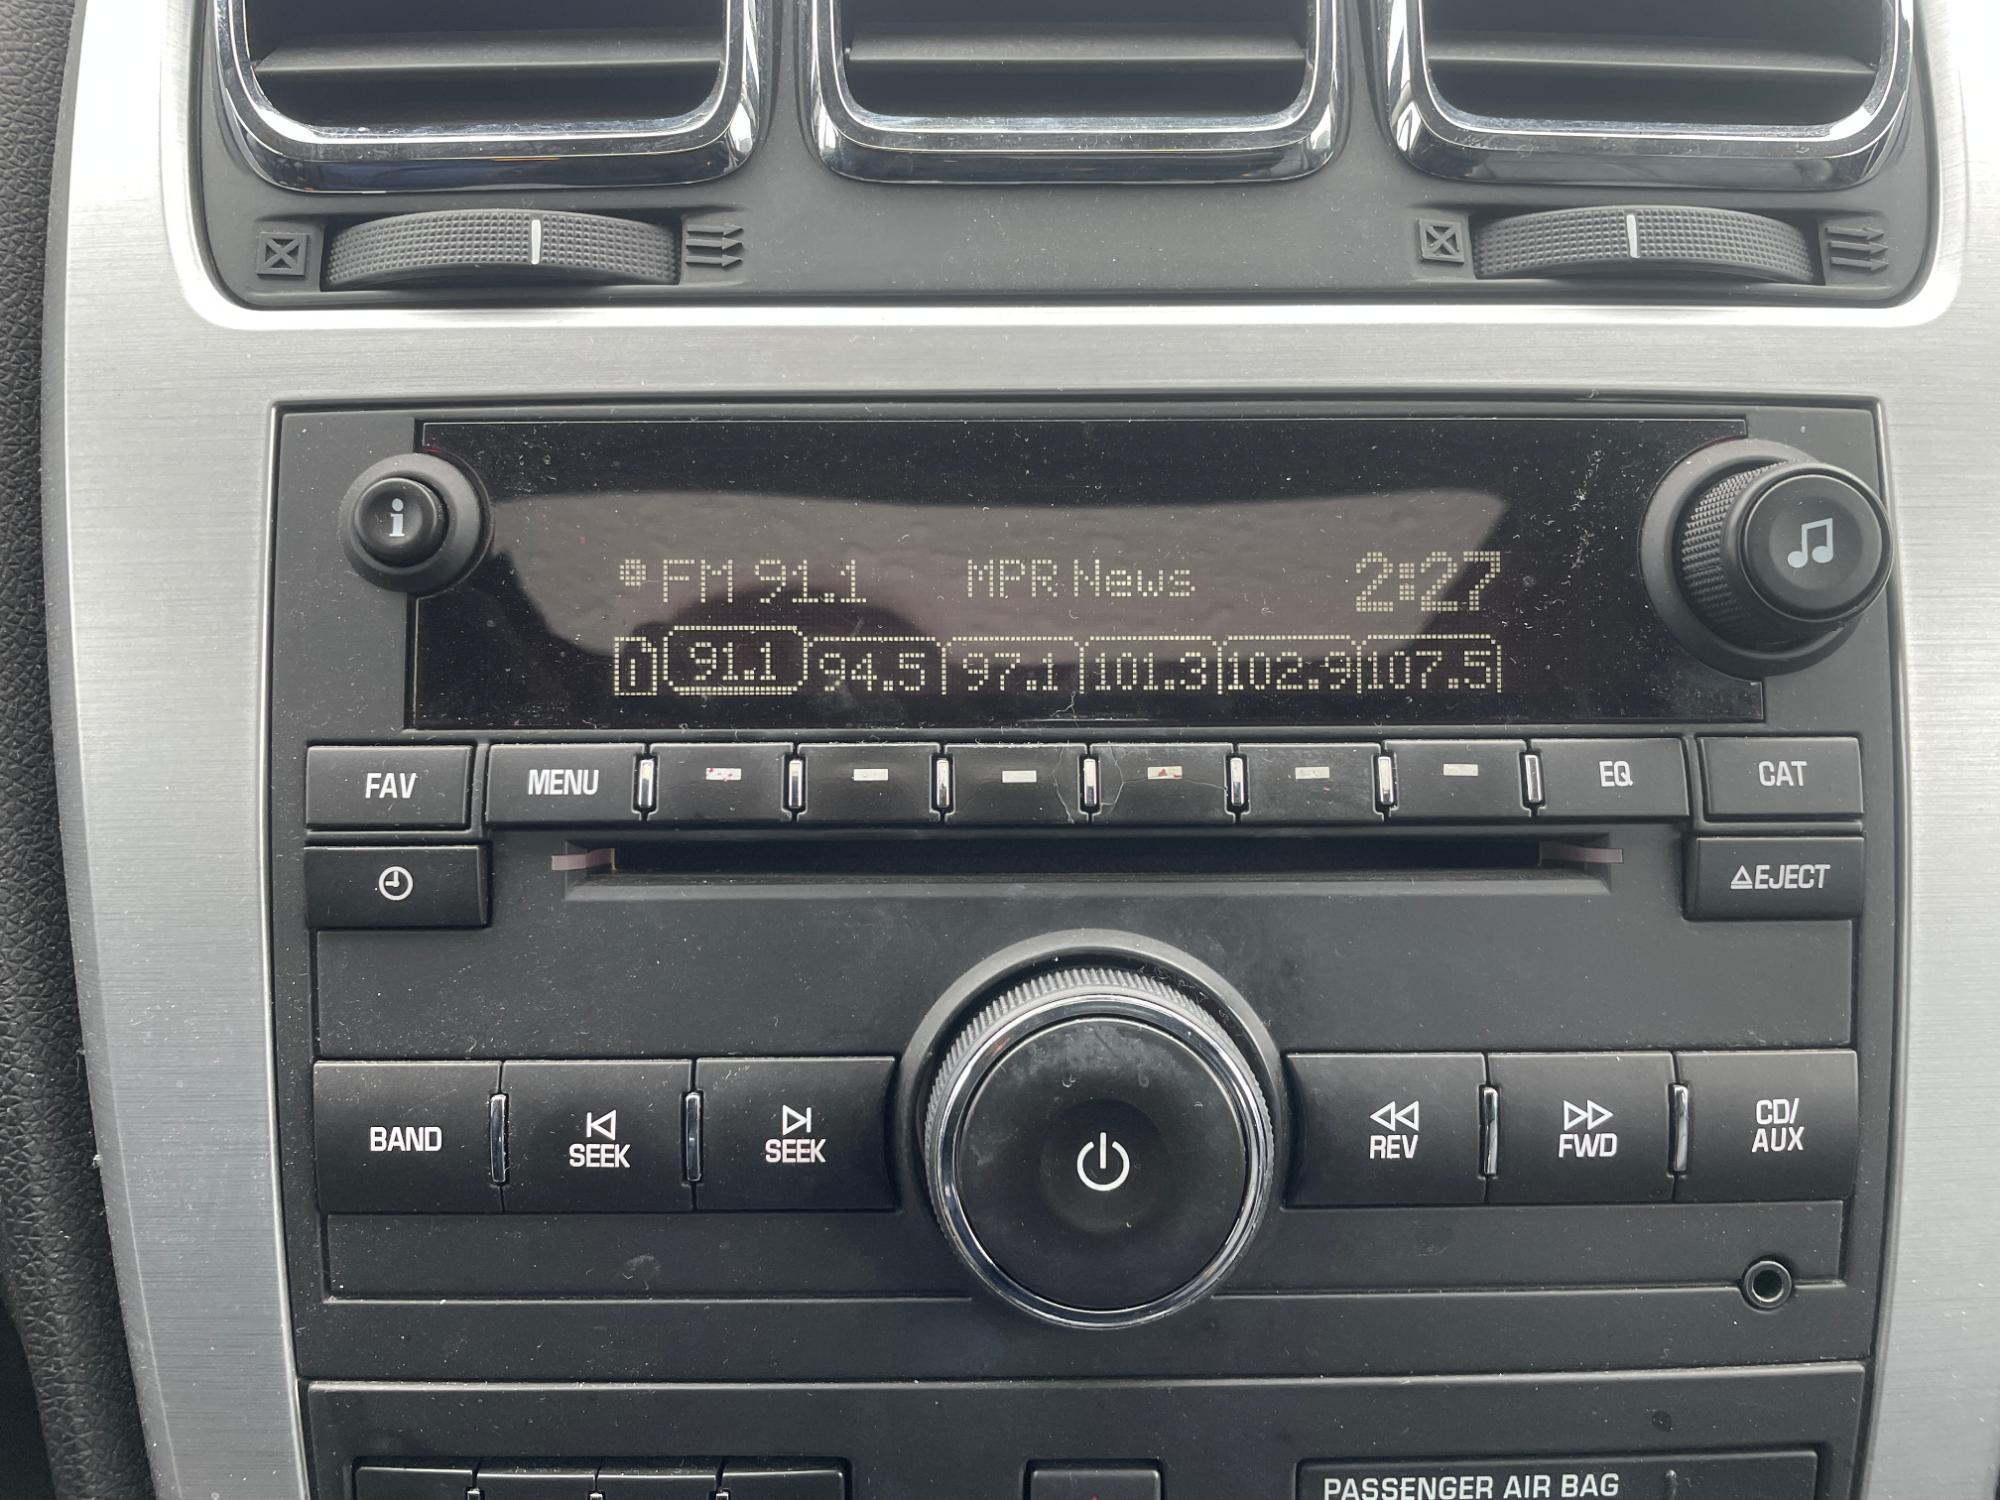 i
FM 91.1 MPR News 2:27
1 91.1 94.5 97.1 101.3 102.9 107.5
FAV MENU EQ CAT
EJECT
BAND SEEK SEEK REV FWD CD/
AUX
PASSENGER AIR BAG